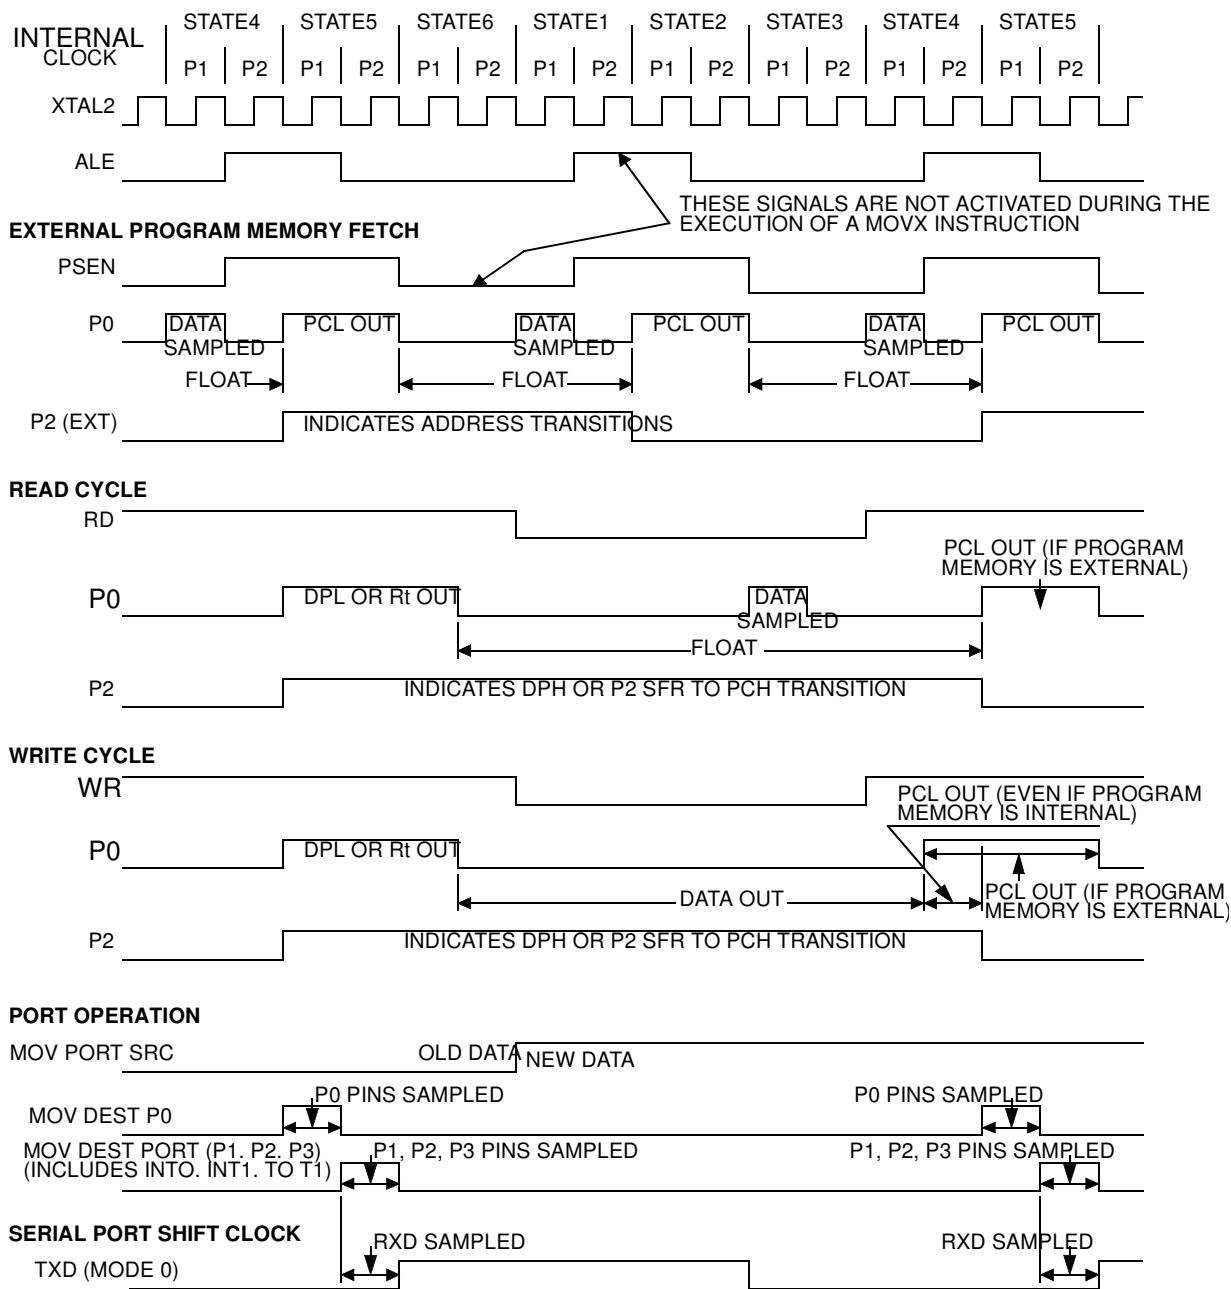 INTERNAL
CLOCK
STATE4 STATE5 STATE6 STATE1 STATE2 STATE3 STATE4 STATE5
P1 P2 P1 P2 P1 P2 P1 P2 P1 P2 P1 P2 P1 P2 P1 P2
XTAL2
ALE
THESE SIGNALS ARE NOT ACTIVATED DURING THE
EXECUTION OF A MOVX INSTRUCTION
EXTERNAL PROGRAM MEMORY FETCH
PSEN
P0 DATA SAMPLED PCL OUT DATA SAMPLED PCL OUT DATA SAMPLED PCL OUT
FLOAT FLOAT FLOAT
P2 (EXT) INDICATES ADDRESS TRANSITIONS
READ CYCLE
RD
PCL OUT (IF PROGRAM
MEMORY IS EXTERNAL)
P0 DPL OR Rt OUT DATA
SAMPLED
FLOAT
P2 INDICATES DPH OR P2 SFR TO PCH TRANSITION
WRITE CYCLE
WR
PCL OUT (EVEN IF PROGRAM
MEMORY IS INTERNAL)
P0 DPL OR Rt OUT
DATA OUT
PCL OUT (IF PROGRAM
MEMORY IS EXTERNAL)
P2 INDICATES DPH OR P2 SFR TO PCH TRANSITION
PORT OPERATION
MOV PORT SRC OLD DATA NEW DATA
P0 PINS SAMPLED P0 PINS SAMPLED
MOV DEST P0
MOV DEST PORT (P1. P2. P3) P1, P2, P3 PINS SAMPLED P1, P2, P3 PINS SAMPLED
(INCLUDES INTO. INT1. TO T1)
SERIAL PORT SHIFT CLOCK
RXD SAMPLED RXD SAMPLED
TXD (MODE 0)